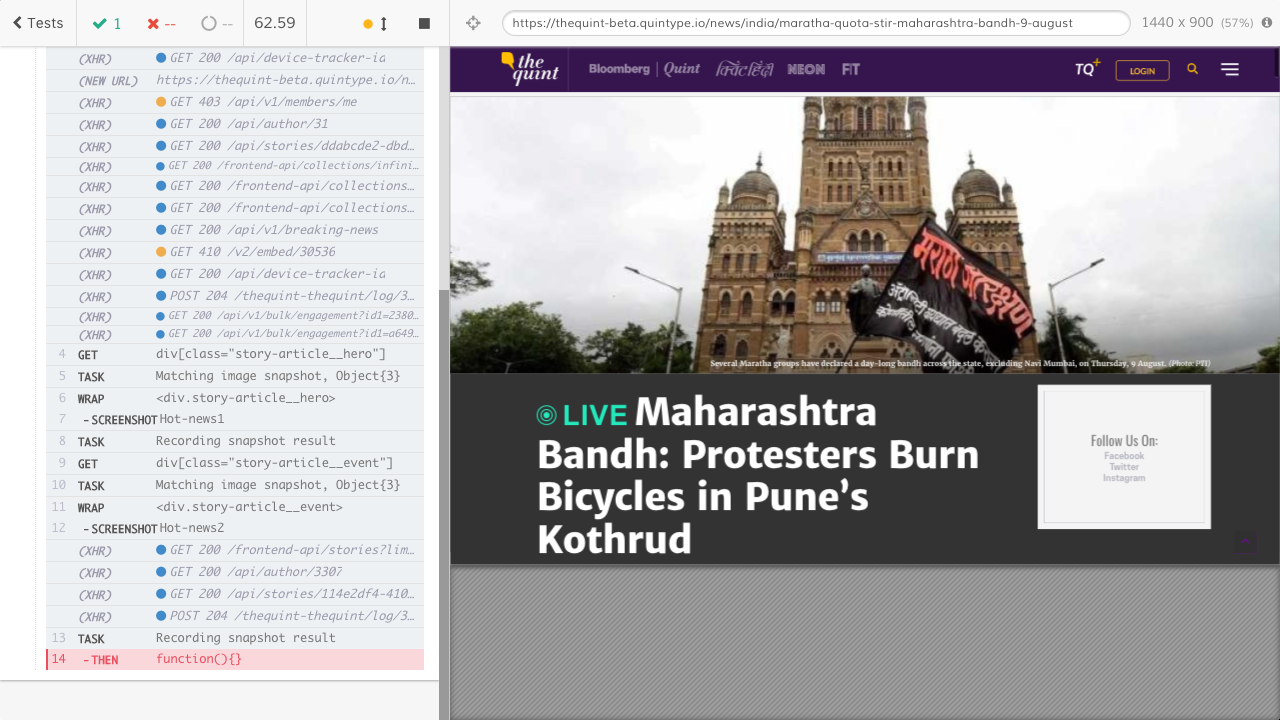 Tests
1
--
--
62.59
https://thequint-beta.quintype.io/news/india/maratha-quota-stir-maharashtra-bandh-9-august
1440 x 900 (57%)
(XHR) GET 200 /api/device-tracker-id
(NEW URL) https://thequint-beta.quintype.io/n…
(XHR) GET 403 /api/v1/members/me
(XHR) GET 200 /api/author/31
(XHR) GET 200 /api/stories/ddabcde2-dbd…
(XHR) GET 200 /frontend-api/collections/infini…
(XHR) GET 200 /frontend-api/collections…
(XHR) GET 200 /frontend-api/collections…
(XHR) GET 200 /api/v1/breaking-news
(XHR) GET 410 /v2/embed/30536
(XHR) GET 200 /api/device-tracker-id
(XHR) POST 204 /thequint-thequint/log/3…
(XHR) GET 200 /api/v1/bulk/engagement?id1=2380…
(XHR) GET 200 /api/v1/bulk/engagement?id1=a649…
4 GET div[class="story-article__hero"]
5 TASK Matching image snapshot, Object{3}
6 WRAP <div.story-article__hero>
7 -SCREENSHOT Hot-news1
8 TASK Recording snapshot result
9 GET div[class="story-article__event"]
10 TASK Matching image snapshot, Object{3}
11 WRAP <div.story-article__event>
12 -SCREENSHOT Hot-news2
(XHR) GET 200 /frontend-api/stories?lim…
(XHR) GET 200 /api/author/3307
(XHR) GET 200 /api/stories/114e2df4-410…
(XHR) POST 204 /thequint-thequint/log/3…
13 TASK Recording snapshot result
14 -THEN function(){}
the quint
Bloomberg | Quint
क्विंट हिंदी
NEON
FIT
TQ+
LOGIN
Several Maratha groups have declared a day-long bandh across the state, excluding Navi Mumbai, on Thursday, 9 August. (Photo: PTI)
LIVE Maharashtra
Bandh: Protesters Burn
Bicycles in Pune's
Kothrud
Follow Us On:
Facebook
Twitter
Instagram